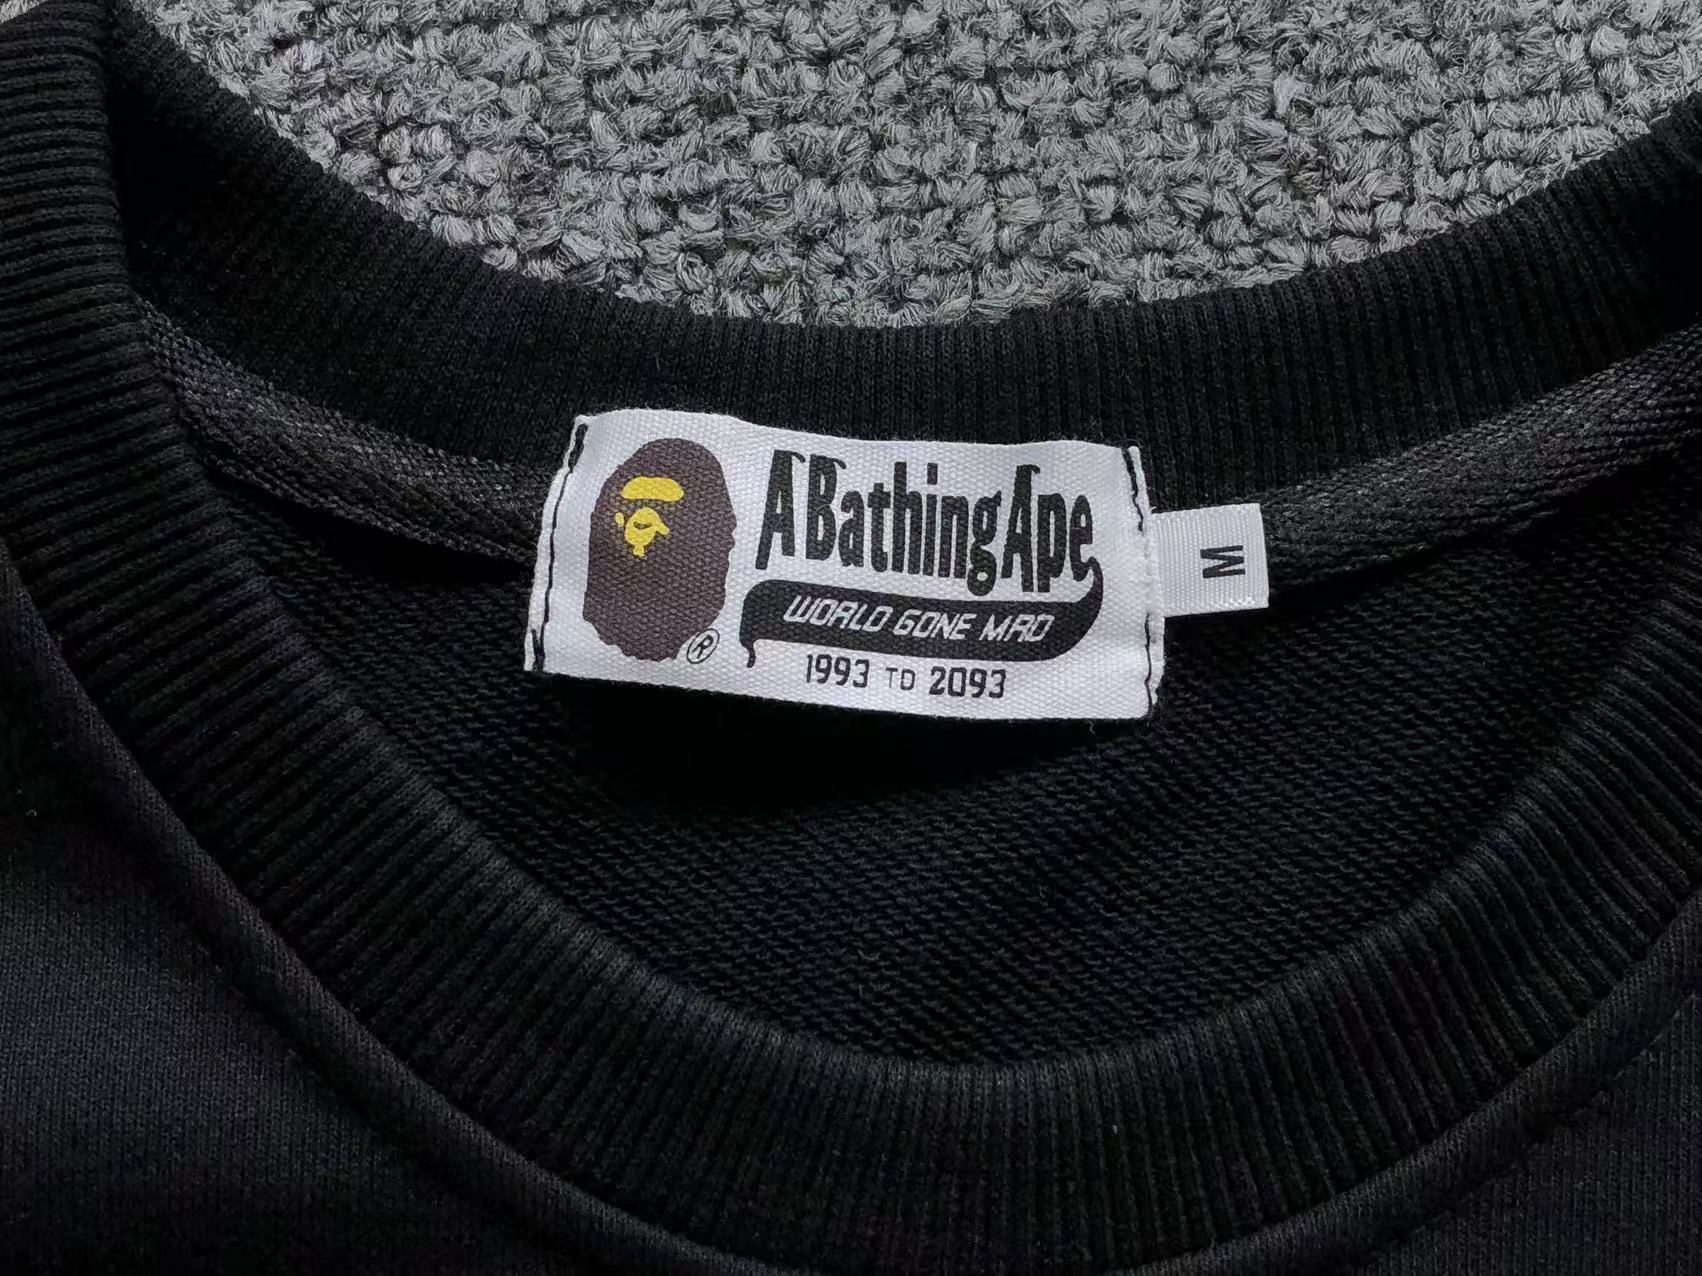 A Bathing Ape
WORLD GONE MAD
1993 TO 2093
®
M